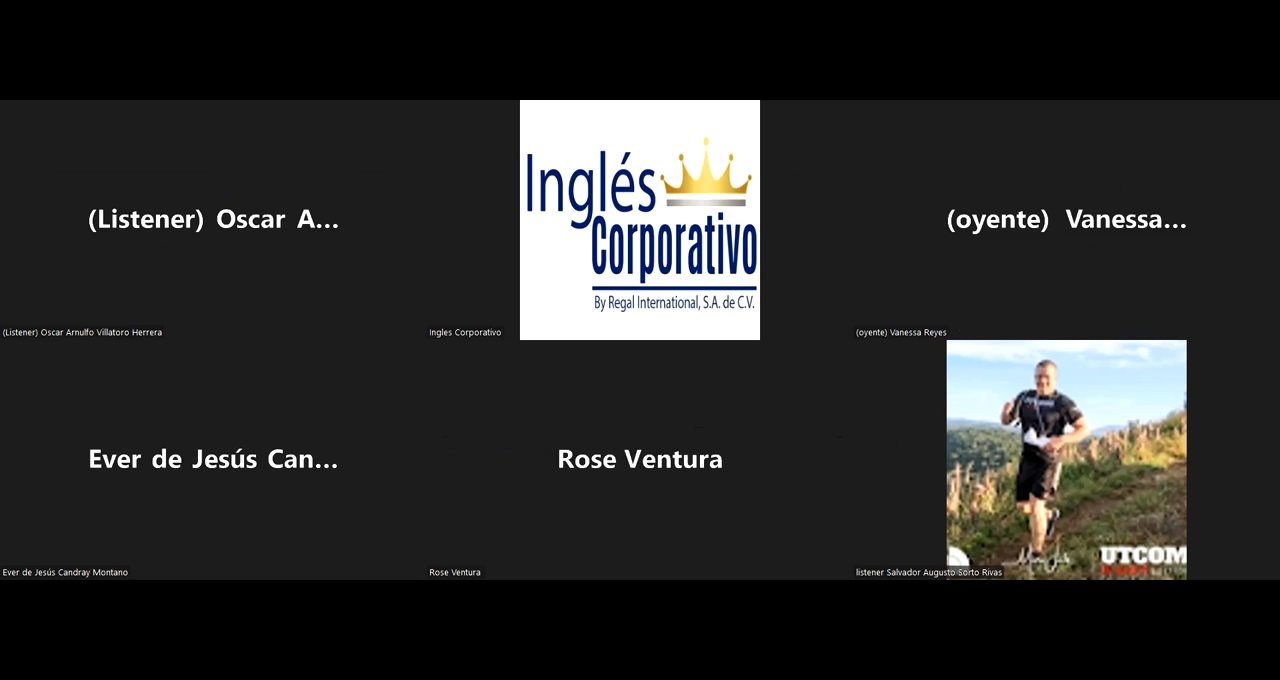 (Listener) Oscar A...
(Listener) Oscar Arnulfo Villatoro Herrera
Inglés
Corporativo
By Regal International, S.A. de C.V.
Ingles Corporativo
(oyente) Vanessa...
(oyente) Vanessa Reyes
Ever de Jesús Can...
Ever de Jesús Candray Montano
Rose Ventura
Rose Ventura
UTCOM
listener Salvador Augusto Sorto Rivas